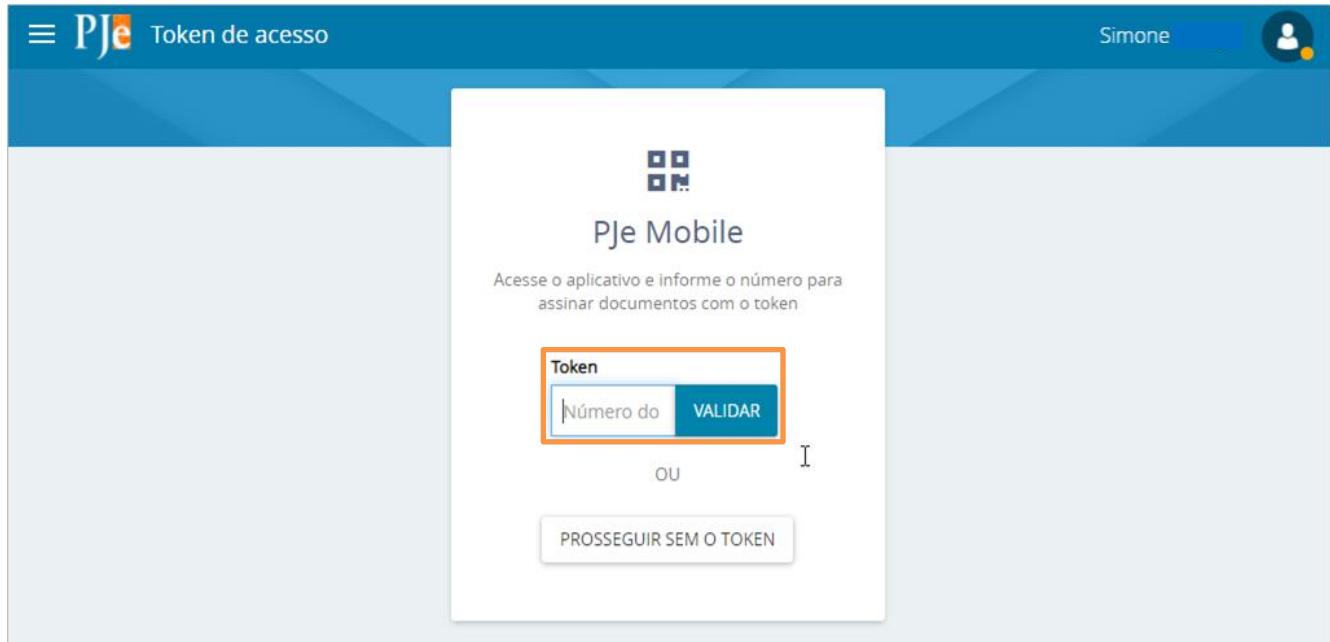 PJe Token de acesso
Simone
PJe Mobile
Acesse o aplicativo e informe o número para
assinar documentos com o token
Token
Número do
VALIDAR
OU
PROSSEGUIR SEM O TOKEN